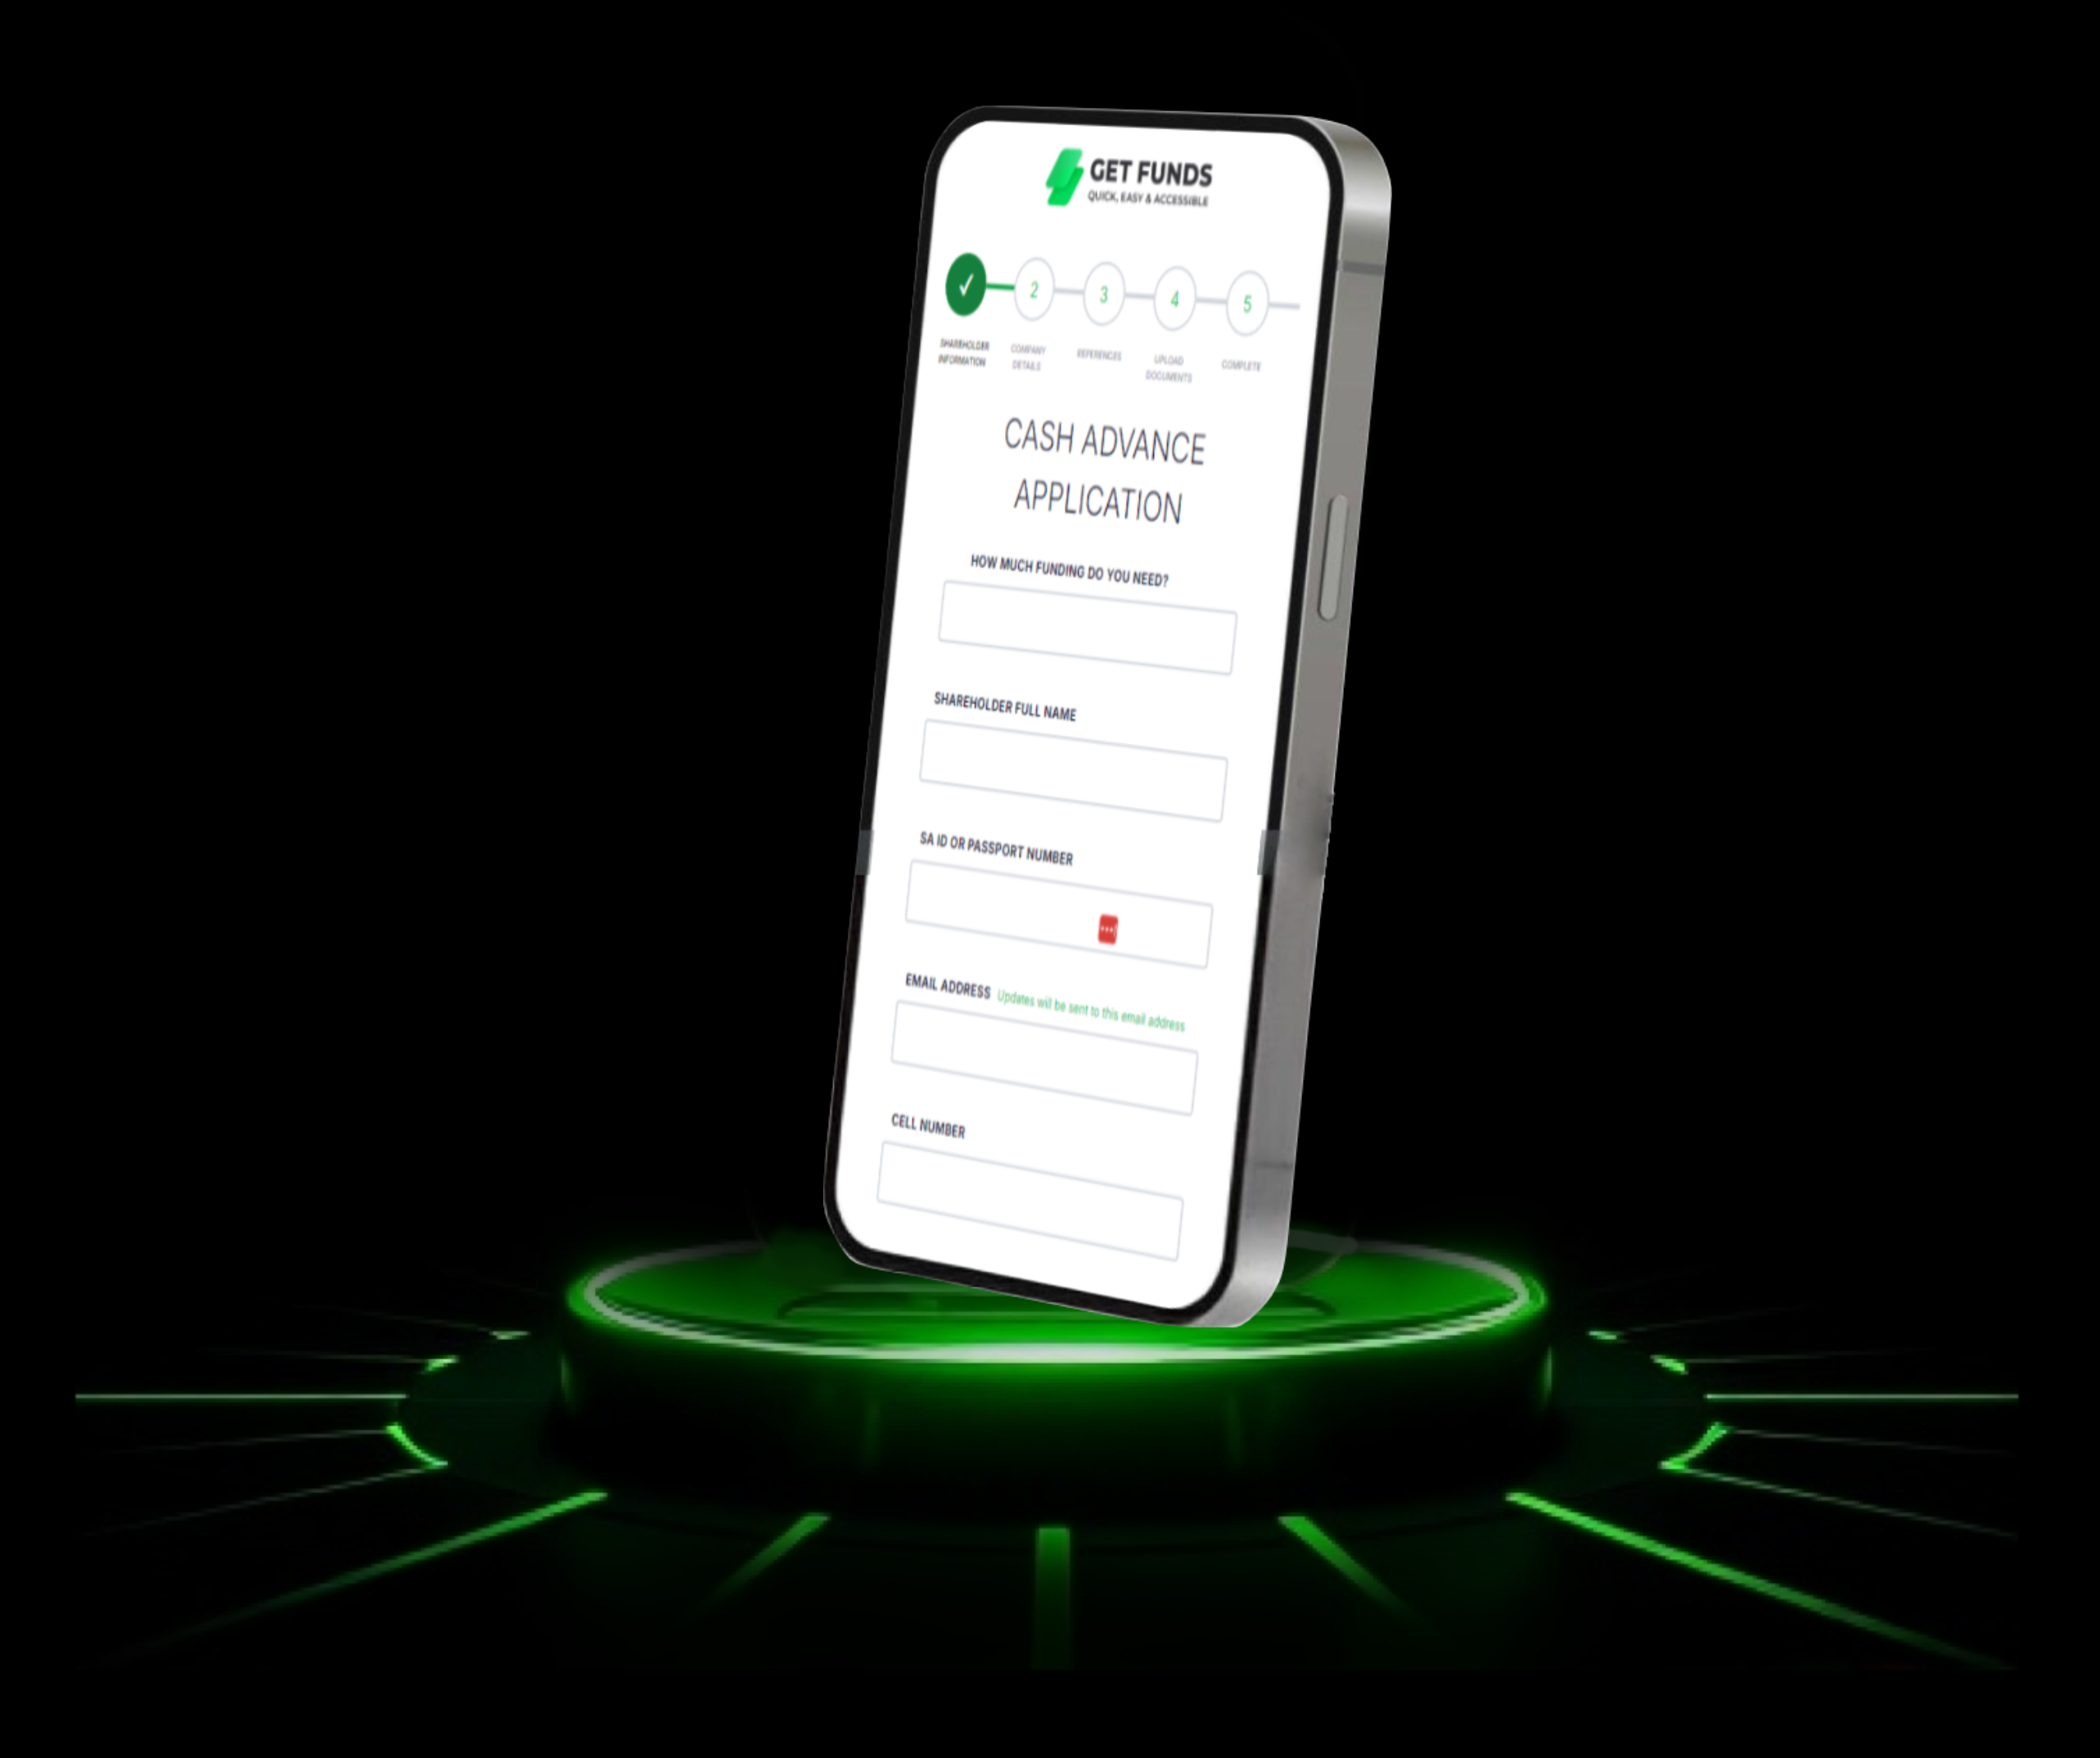 GET FUNDS
QUICK, EASY & ACCESSIBLE
✓ 2 3 4 5
SHAREHOLDER INFORMATION
COMPANY DETAILS
REFERENCES
UPLOAD DOCUMENTS
COMPLETE
CASH ADVANCE
APPLICATION
HOW MUCH FUNDING DO YOU NEED?
SHAREHOLDER FULL NAME
SA ID OR PASSPORT NUMBER
EMAIL ADDRESS Updates will be sent to this email address
CELL NUMBER